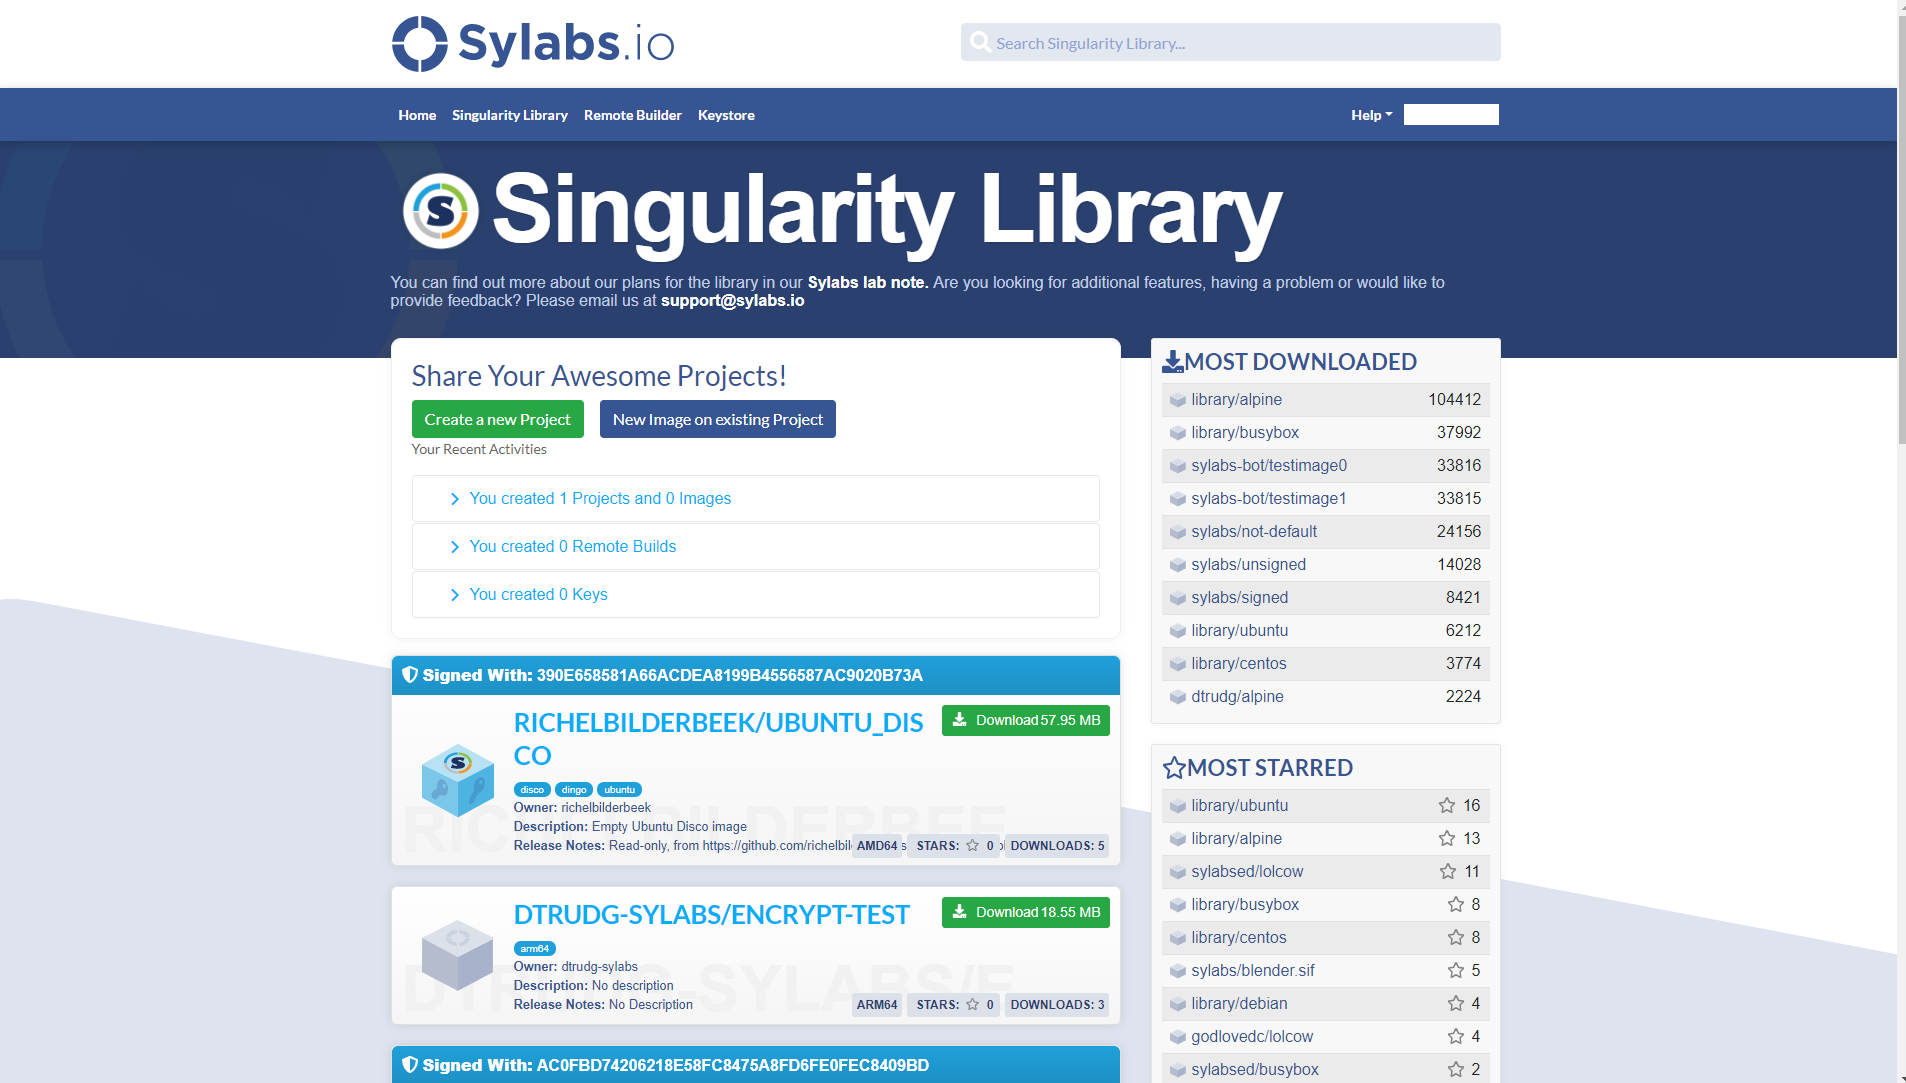 Sylabs.io
Search Singularity Library...
Home Singularity Library Remote Builder Keystore Help
Singularity Library
You can find out more about our plans for the library in our Sylabs lab note. Are you looking for additional features, having a problem or would like to
provide feedback? Please email us at support@sylabs.io
Share Your Awesome Projects!
Create a new Project New Image on existing Project
Your Recent Activities
You created 1 Projects and 0 Images
You created 0 Remote Builds
You created 0 Keys
Signed With: 390E658581A66ACDEA8199B4556587AC9020B73A
RICHELBILDERBEEK/UBUNTU_DIS
CO
Download 57.95 MB
disco dingo ubuntu
Owner: richelbilderbeek
Description: Empty Ubuntu Disco image
Release Notes: Read-only, from https://github.com/richelbil
AMD64 STARS: 0 DOWNLOADS: 5
DTRUDG-SYLABS/ENCRYPT-TEST
Download 18.55 MB
arm64
Owner: dtrudg-sylabs
Description: No description
Release Notes: No Description
ARM64 STARS: 0 DOWNLOADS: 3
Signed With: AC0FBD74206218E58FC8475A8FD6FE0FEC8409BD
MOST DOWNLOADED
library/alpine 104412
library/busybox 37992
sylabs-bot/testimage0 33816
sylabs-bot/testimage1 33815
sylabs/not-default 24156
sylabs/unsigned 14028
sylabs/signed 8421
library/ubuntu 6212
library/centos 3774
dtrudg/alpine 2224
MOST STARRED
library/ubuntu 16
library/alpine 13
sylabsed/lolcow 11
library/busybox 8
library/centos 8
sylabs/blender.sif 5
library/debian 4
godlovedc/lolcow 4
sylabsed/busybox 2